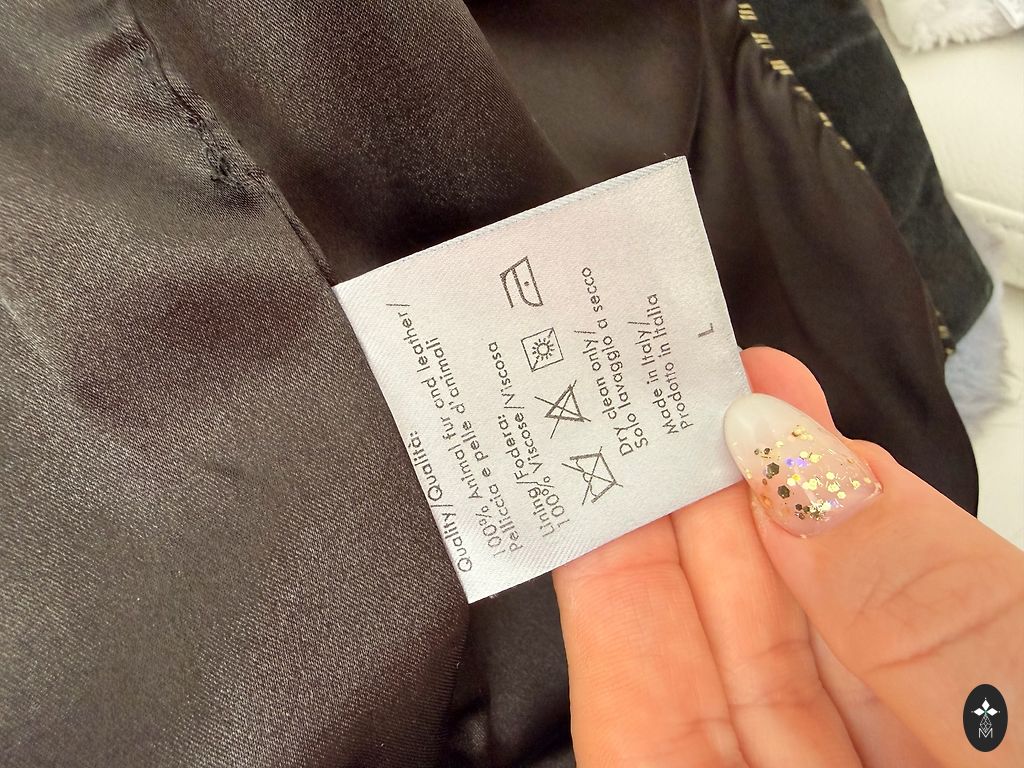 Quality/Qualità:
100% Animal fur and leather/
Pelliccia e pelle d'animali
Lining/Fodera:
100% Viscose/Viscosa
Dry clean only/
Solo lavaggio a secco
Made in Italy/
Prodotto in Italia
L
M